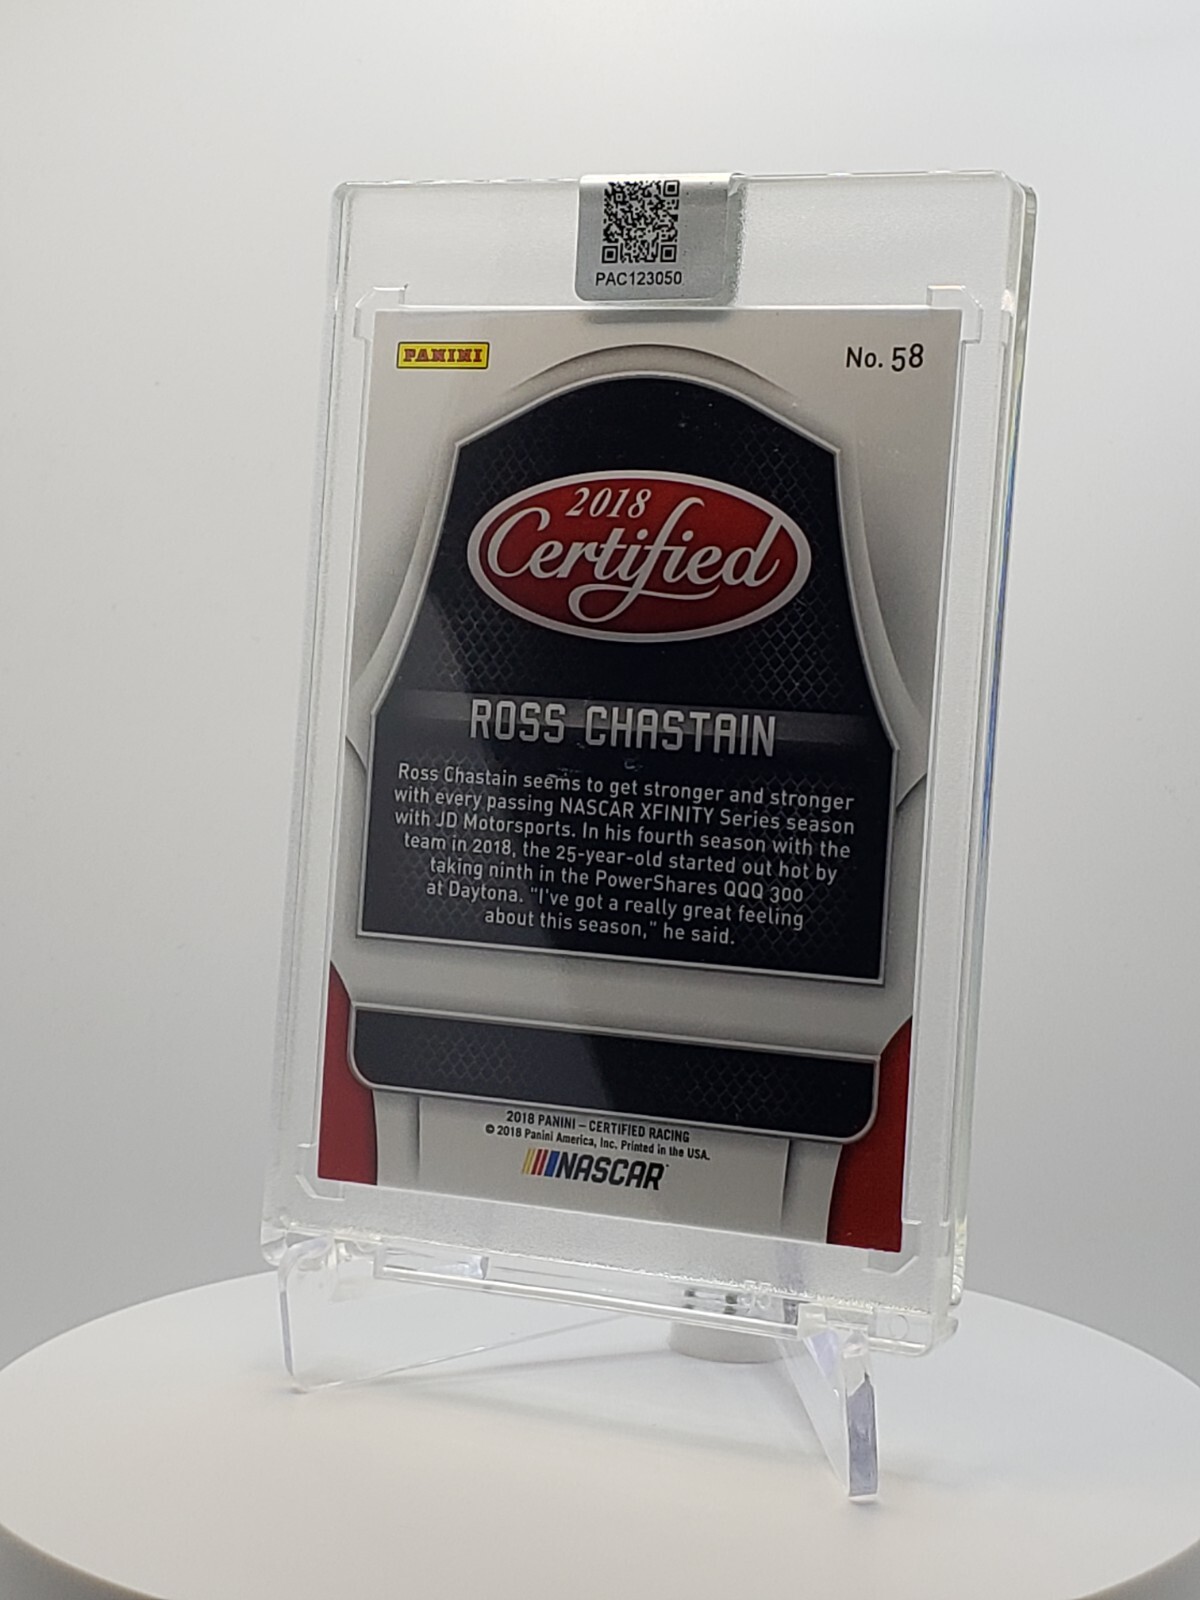 PAC123050
PANINI
No. 58
2018
Certified
ROSS CHASTAIN
Ross Chastain seems to get stronger and stronger
with every passing NASCAR XFINITY Series season
with JD Motorsports. In his fourth season with the
team in 2018, the 25-year-old started out hot by
taking ninth in the PowerShares QQQ 300
at Daytona. "I've got a really great feeling
about this season," he said.
2018 PANINI – CERTIFIED RACING
© 2018 Panini America, Inc. Printed in the USA.
NASCAR